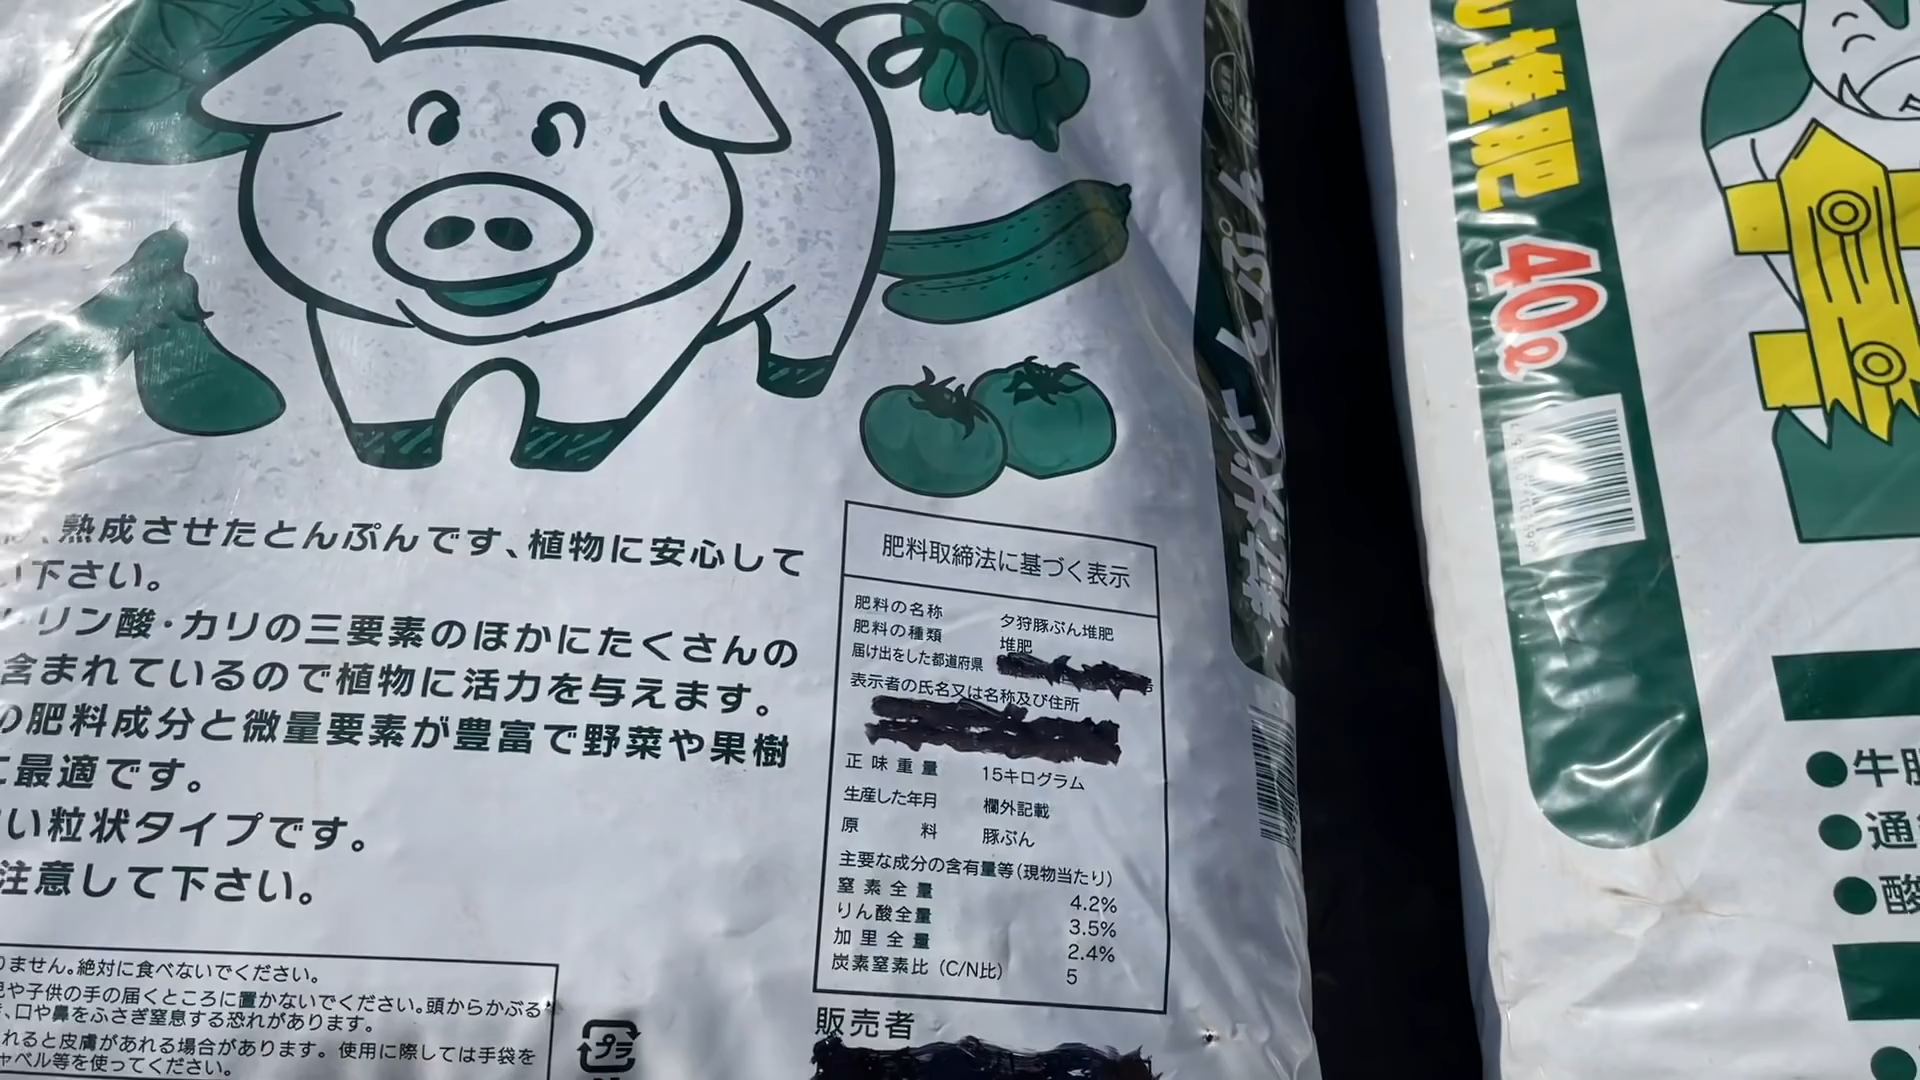 熟成させたとんぷんです、植物に安心して
い下さい。
リン酸・カリの三要素のほかにたくさんの
含まれているので植物に活力を与えます。
の肥料成分と微量要素が豊富で野菜や果樹
に最適です。
い粒状タイプです。
注意して下さい。
りません。絶対に食べないでください。
児や子供の手の届くところに置かないでください。頭からかぶる
、口や鼻をふさぎ窒息する恐れがあります。
れると皮膚があれる場合があります。使用に際しては手袋を
ャベル等を使ってください。
プラ
肥料取締法に基づく表示
肥料の名称 夕狩豚ぷん堆肥
肥料の種類 堆肥
届け出をした都道府県
表示者の氏名又は名称及び住所
正味重量 15キログラム
生産した年月 欄外記載
原料 豚ぷん
主要な成分の含有量等(現物当たり)
窒素全量 4.2%
りん酸全量 3.5%
加里全量 2.4%
炭素窒素比(C/N比) 5
販売者
粒状とんぷん
堆肥 40ℓ
●牛
●通
●酸